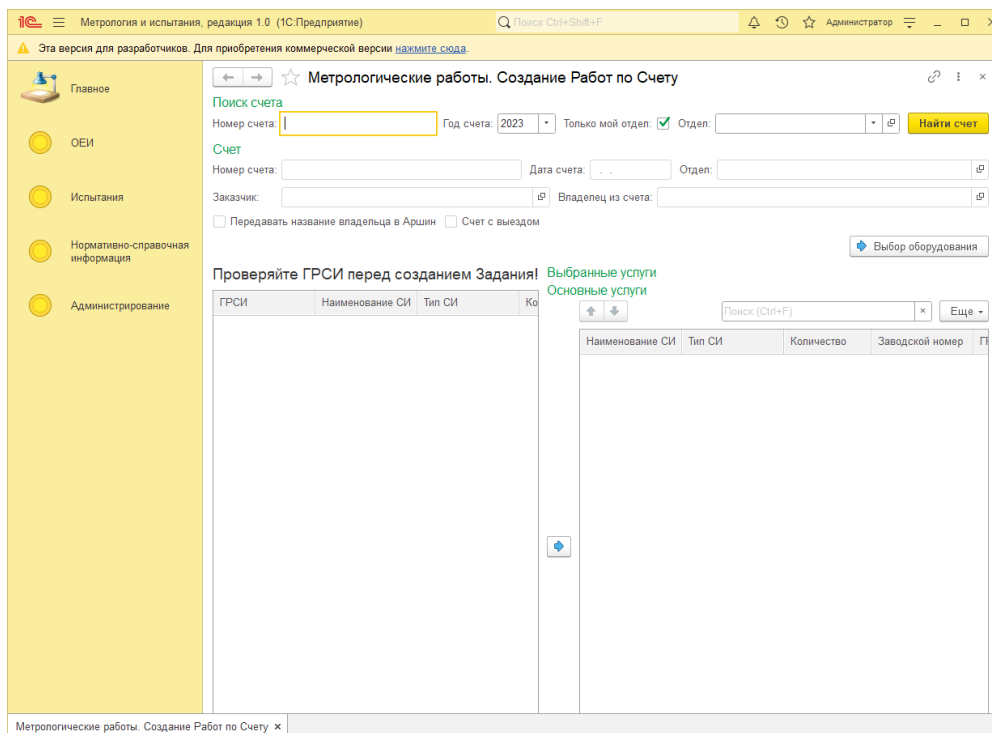 1С Метрология и испытания, редакция 1.0 (1С:Предприятие) Поиск Ctrl+Shift+F Администратор
Эта версия для разработчиков. Для приобретения коммерческой версии нажмите сюда.
Главное
ОЕИ
Испытания
Нормативно-справочная
информация
Администрирование
Метрологические работы. Создание Работ по Счету
Поиск счета
Номер счета: Год счета: 2023 Только мой отдел: Отдел: Найти счет
Счет
Номер счета: Дата счета: . . Отдел:
Заказчик: Владелец из счета:
Передавать название владельца в Аршин Счет с выездом
Выбор оборудования
Проверяйте ГРСИ перед созданием Задания!
ГРСИ Наименование СИ Тип СИ Ко
Выбранные услуги
Основные услуги
Поиск (Ctrl+F) × Еще
Наименование СИ Тип СИ Количество Заводской номер ГР
Метрологические работы. Создание Работ по Счету ×